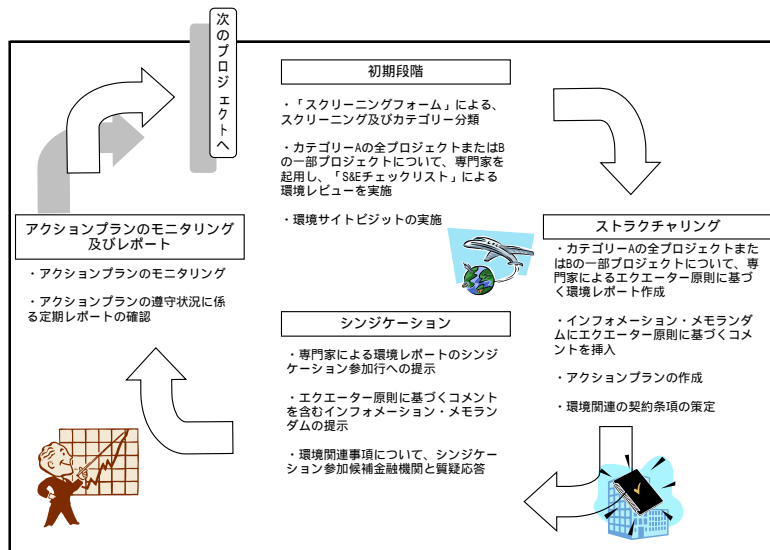 次のプロジェクトへ
初期段階
・「スクリーニングフォーム」による、
スクリーニング及びカテゴリー分類
・カテゴリーAの全プロジェクトまたはB
の一部プロジェクトについて、専門家を
起用し、「S&Eチェックリスト」による
環境レビューを実施
・環境サイトビジットの実施
ストラクチャリング
・カテゴリーAの全プロジェクトまた
はBの一部プロジェクトについて、専
門家によるエクエーター原則に基づ
く環境レポート作成
・インフォメーション・メモランダ
ムにエクエーター原則に基づくコメ
ントを挿入
・アクションプランの作成
・環境関連の契約条項の策定
シンジケーション
・専門家による環境レポートのシンジ
ケーション参加行への提示
・エクエーター原則に基づくコメント
を含むインフォメーション・メモラン
ダムの提示
・環境関連事項について、シンジケー
ション参加候補金融機関と質疑応答
アクションプランのモニタリング
及びレポート
・アクションプランのモニタリング
・アクションプランの遵守状況に係
る定期レポートの確認